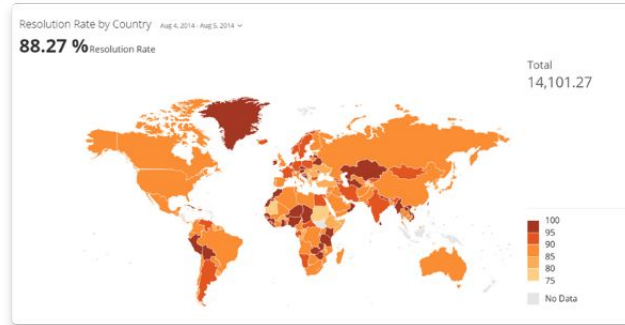 Resolution Rate by Country Aug 4, 2014 - Aug 5, 2014
88.27 % Resolution Rate
Total
14,101.27
100
95
90
85
80
75
No Data